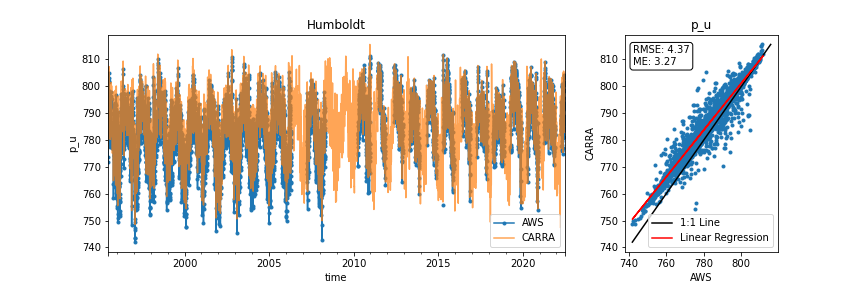 Humboldt
p_u
810
800
790
780
770
760
750
740
p_u
2000
2005
2010
2015
2020
time
AWS
CARRA
RMSE: 4.37
ME: 3.27
810
800
790
780
770
760
750
740
CARRA
740
760
780
800
AWS
1:1 Line
Linear Regression